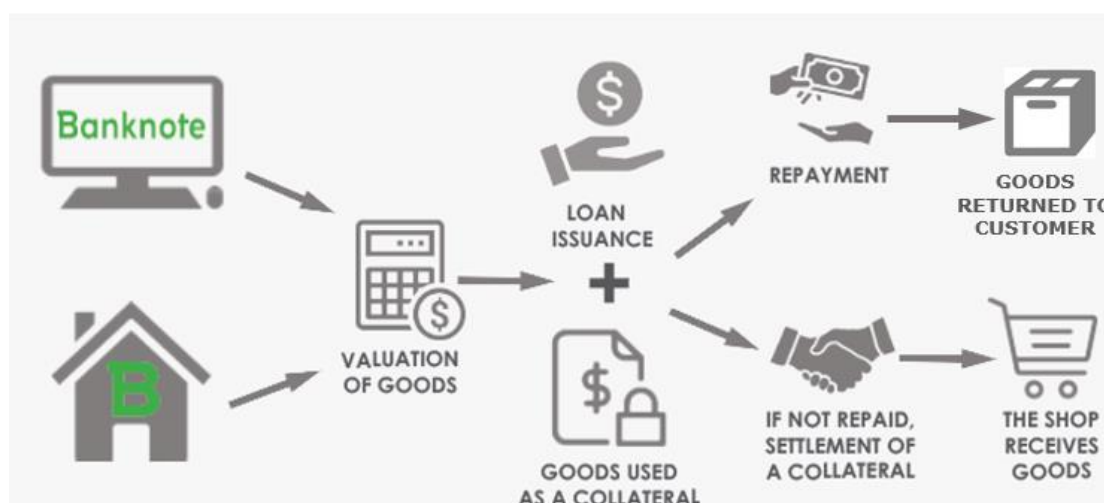 Banknote
B
VALUATION
OF GOODS
LOAN
ISSUANCE
+
GOODS USED
AS A COLLATERAL
REPAYMENT
GOODS
RETURNED TO
CUSTOMER
IF NOT REPAID,
SETTLEMENT OF
A COLLATERAL
THE SHOP
RECEIVES
GOODS